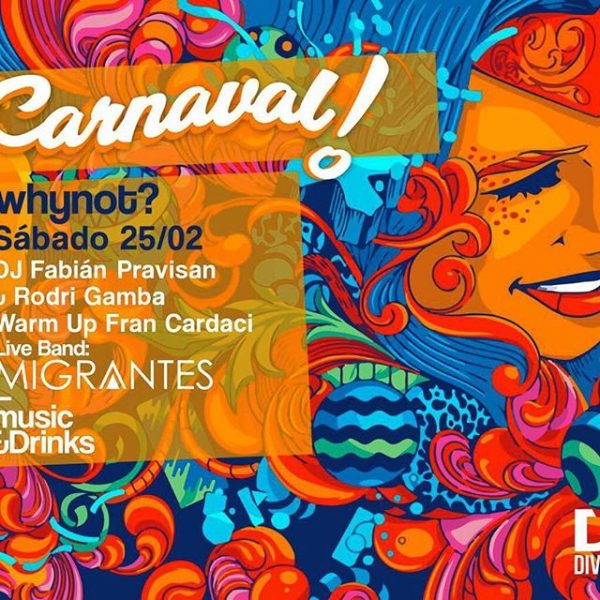 Carnaval!
whynot?
Sábado 25/02
DJ Fabián Pravisan
Rodri Gamba
Warm Up Fran Cardaci
Live Band:
MIGRANTES
music
&Drinks
D
DIV